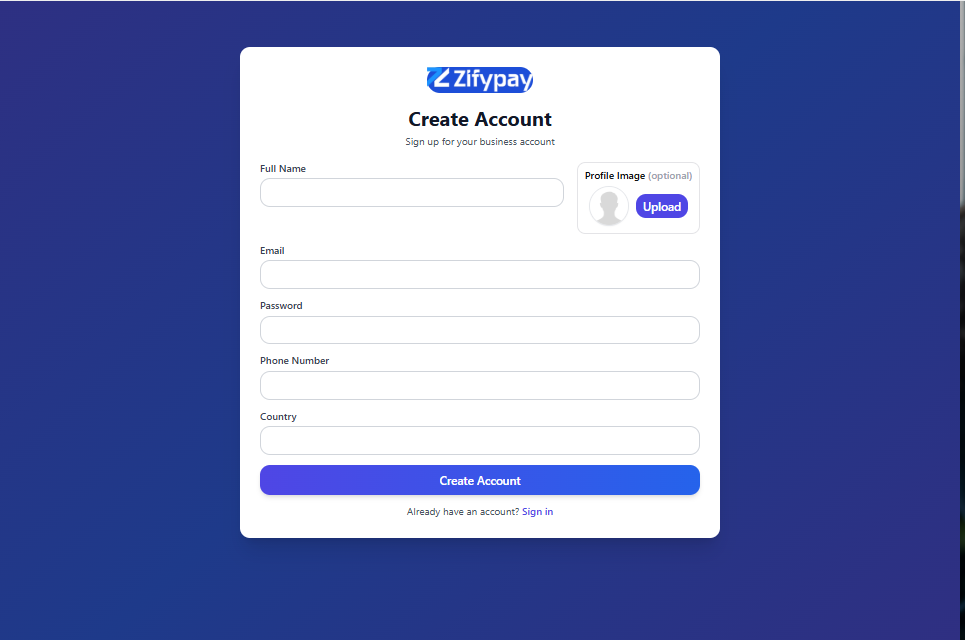 Zifypay
Create Account
Sign up for your business account
Full Name
Profile Image (optional)
Upload
Email
Password
Phone Number
Country
Create Account
Already have an account? Sign in